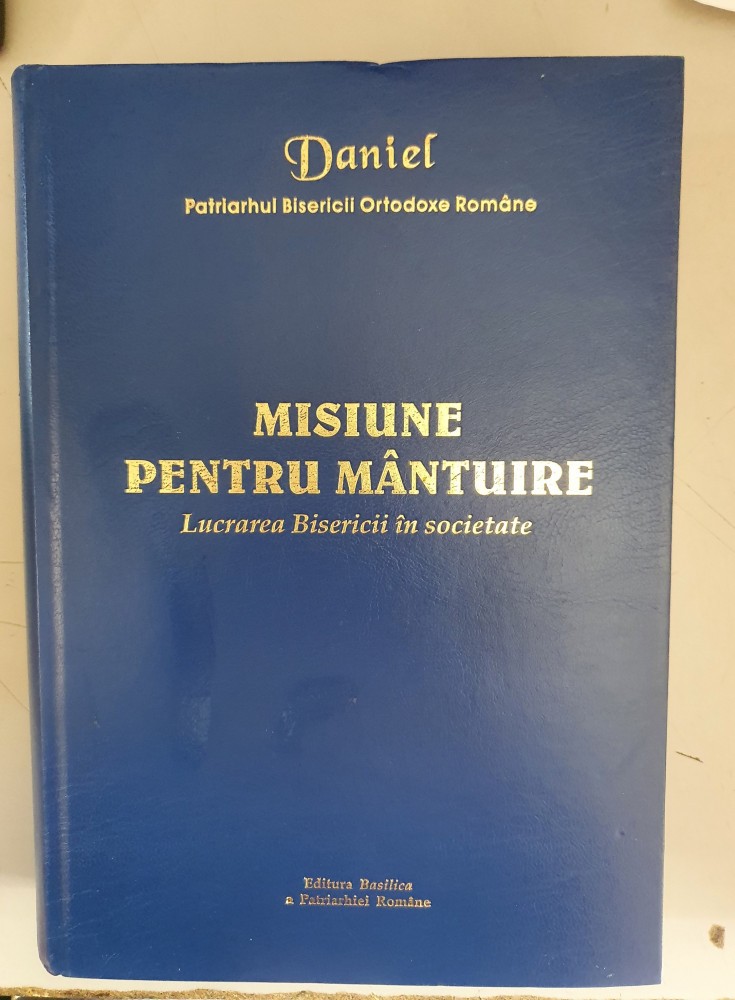 Daniel
Patriarhul Bisericii Ortodoxe Române
MISIUNE
PENTRU MÂNTUIRE
Lucrarea Bisericii în societate
Editura Basilica
a Patriarhiei Române